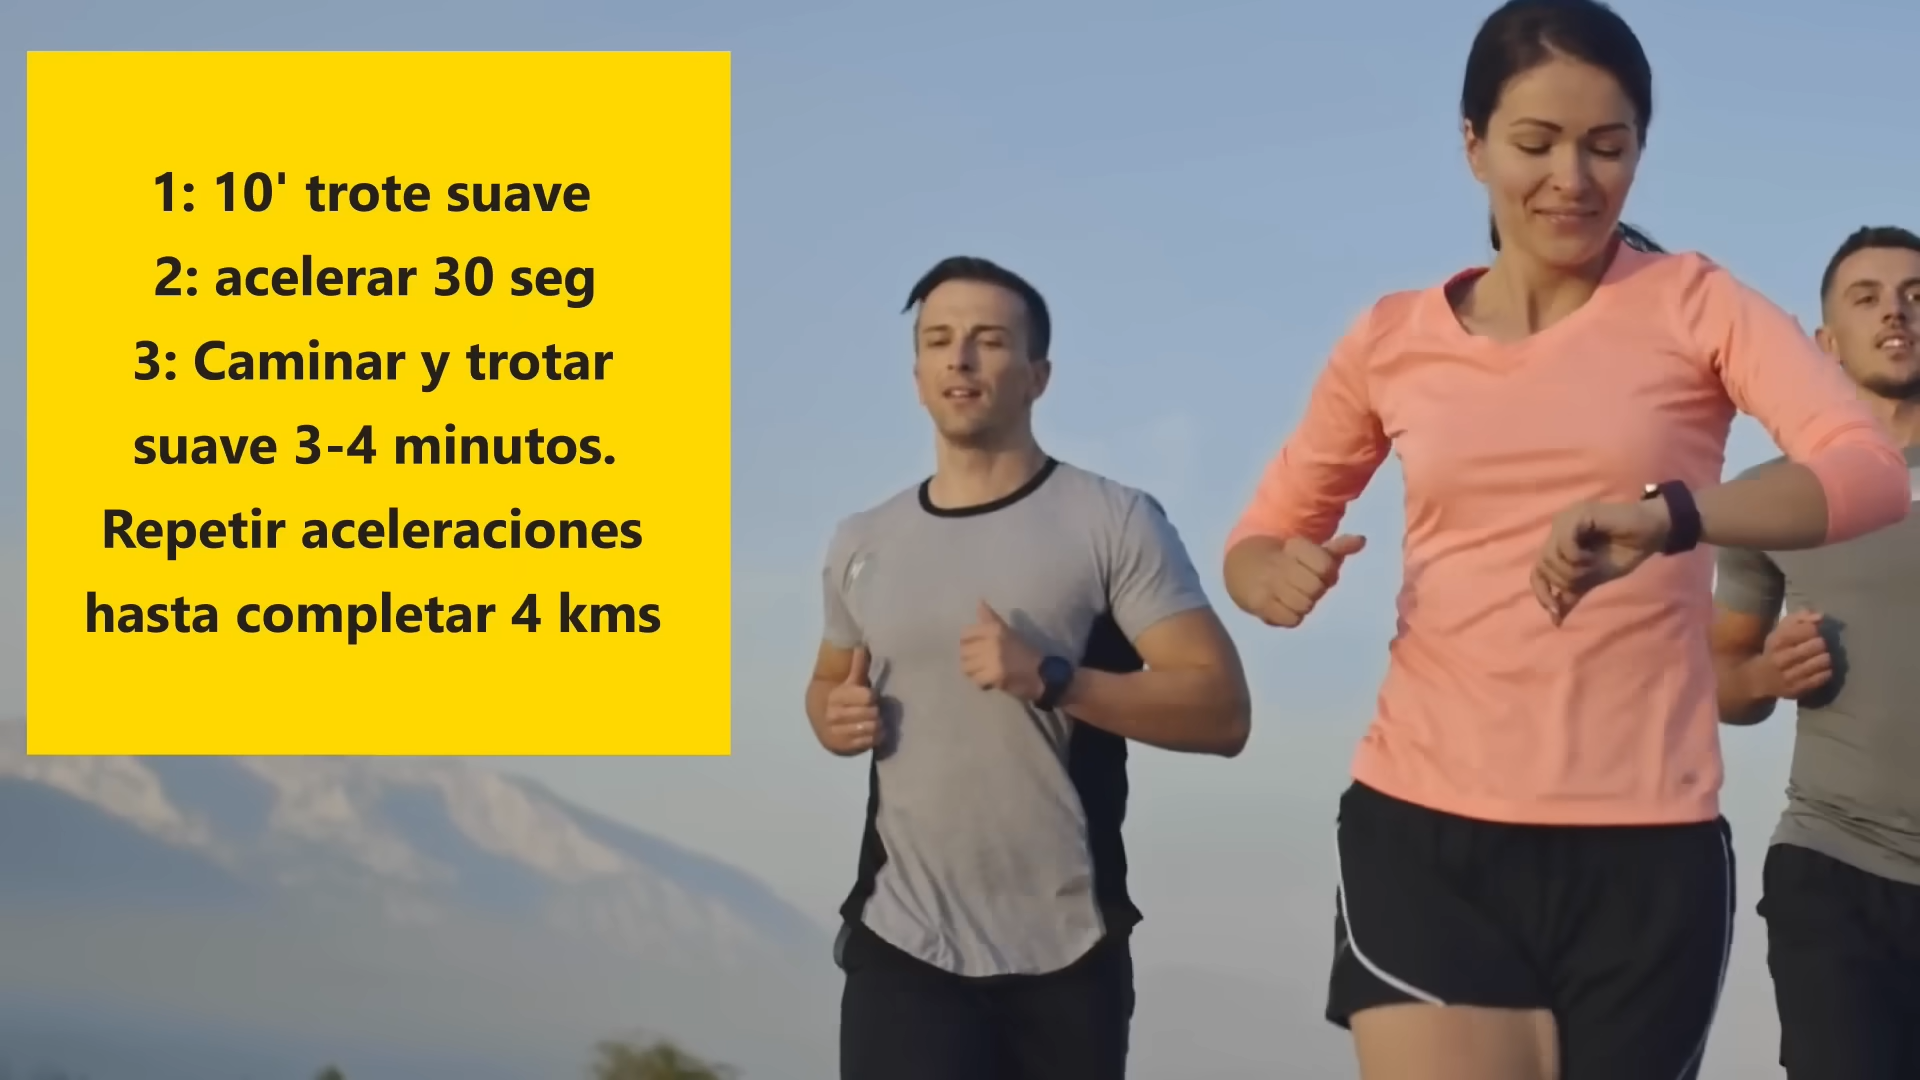 1: 10' trote suave
2: acelerar 30 seg
3: Caminar y trotar
suave 3-4 minutos.
Repetir aceleraciones
hasta completar 4 kms